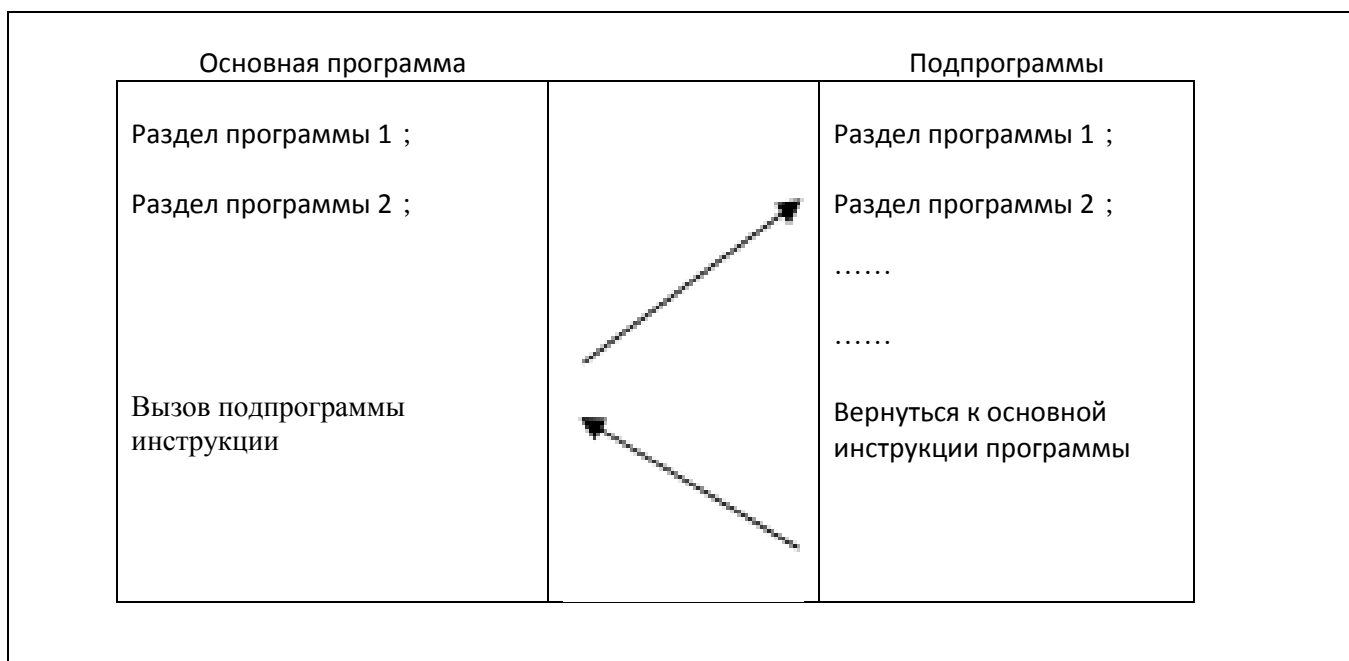 Основная программа
Подпрограммы
Раздел программы 1 ;
Раздел программы 2 ;
Вызов подпрограммы
инструкции
Раздел программы 1 ;
Раздел программы 2 ;
……
……
Вернуться к основной
инструкции программы